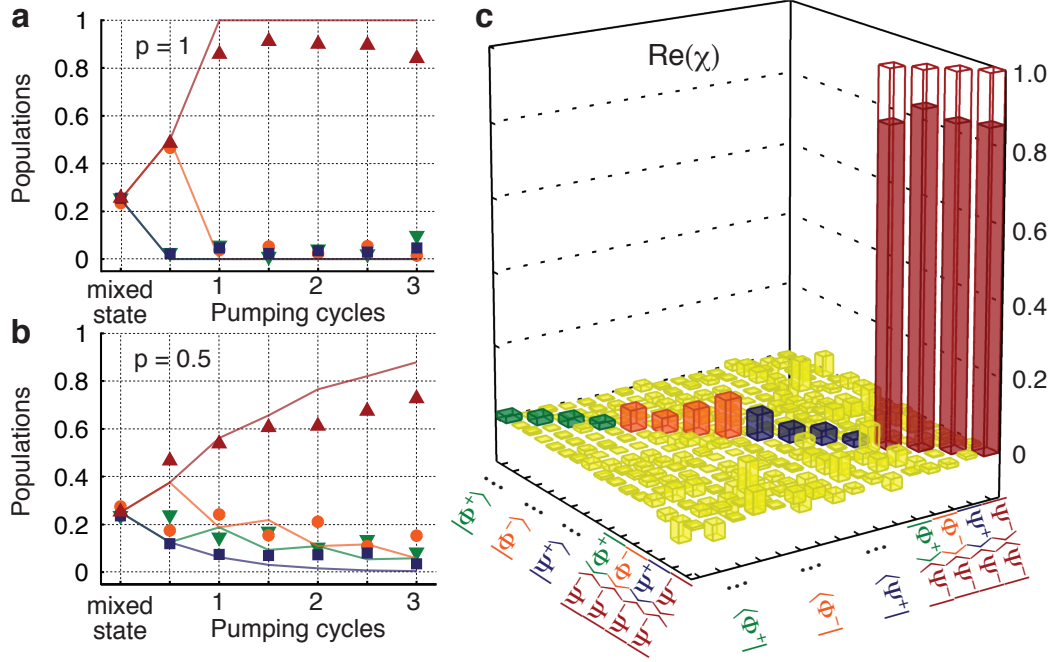 a
p = 1
Populations
1
0.8
0.6
0.4
0.2
0
mixed
state
1
2
3
Pumping cycles
b
p = 0.5
Populations
1
0.8
0.6
0.4
0.2
0
mixed
state
1
2
3
Pumping cycles
c
Re(χ)
1.0
0.8
0.6
0.4
0.2
0
|Φ⁺⟩
...
|Φ⁻⟩
...
|Ψ⁺⟩
...
|Φ⁺⟩⟨Ψ⁻|
|Φ⁻⟩⟨Ψ⁻|
|Ψ⁺⟩⟨Ψ⁻|
|Ψ⁻⟩⟨Ψ⁻|
...
|Φ⁺⟩
...
|Φ⁻⟩
...
|Ψ⁺⟩
|Φ⁺⟩⟨Ψ⁻|
|Φ⁻⟩⟨Ψ⁻|
|Ψ⁺⟩⟨Ψ⁻|
|Ψ⁻⟩⟨Ψ⁻|